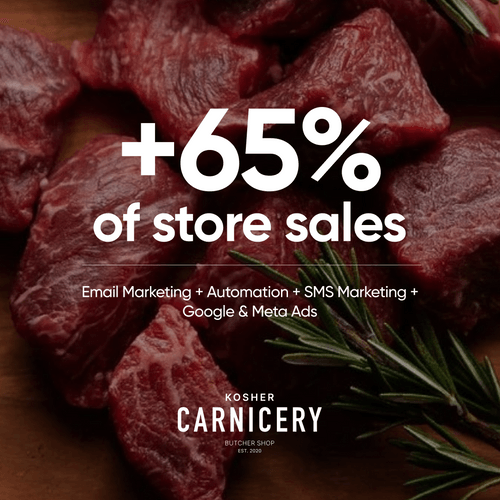 +65%
of store sales
Email Marketing + Automation + SMS Marketing +
Google & Meta Ads
KOSHER
CARNICERY
BUTCHER SHOP
EST. 2020